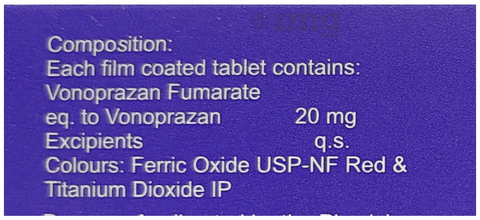 Composition:
Each film coated tablet contains:
Vonoprazan Fumarate
eq. to Vonoprazan 20 mg
Excipients q.s.
Colours: Ferric Oxide USP-NF Red &
Titanium Dioxide IP